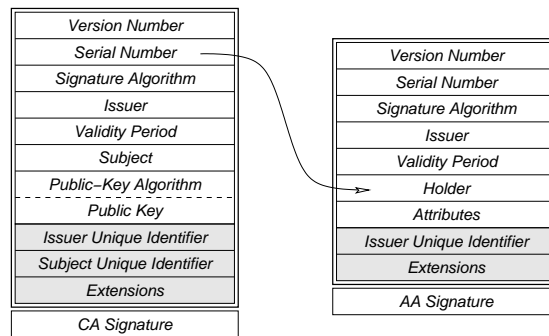 Version Number
Serial Number
Signature Algorithm
Issuer
Validity Period
Subject
Public–Key Algorithm
Public Key
Issuer Unique Identifier
Subject Unique Identifier
Extensions
CA Signature
Version Number
Serial Number
Signature Algorithm
Issuer
Validity Period
Holder
Attributes
Issuer Unique Identifier
Extensions
AA Signature